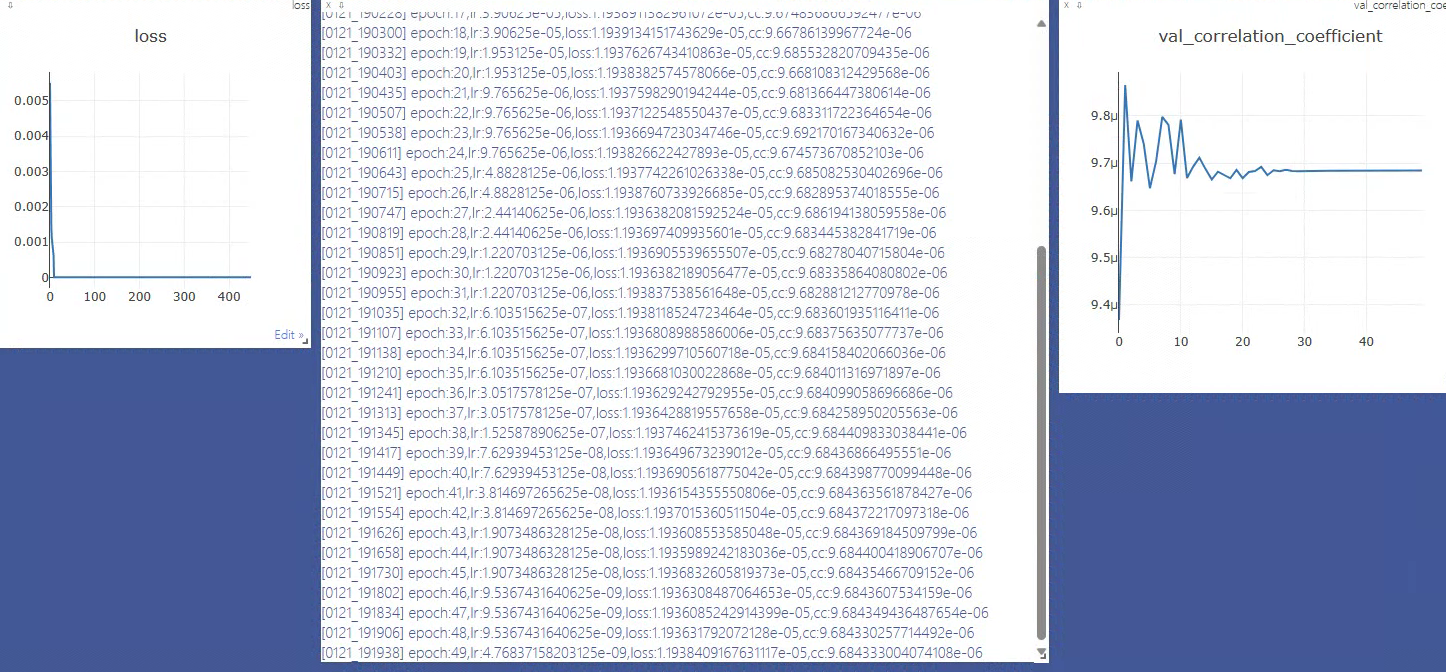 loss
loss
0.005
0.004
0.003
0.002
0.001
0
0 100 200 300 400
Edit »
[0121_190228] epoch:17,lr:3.90625e-05,loss:1.1938911382961072e-05,cc:9.674836866592477e-06
[0121_190300] epoch:18,lr:3.90625e-05,loss:1.1939134151743629e-05,cc:9.66786139967724e-06
[0121_190332] epoch:19,lr:1.953125e-05,loss:1.1937626743410863e-05,cc:9.685532820709435e-06
[0121_190403] epoch:20,lr:1.953125e-05,loss:1.1938382574578066e-05,cc:9.668108312429568e-06
[0121_190435] epoch:21,lr:9.765625e-06,loss:1.1937598290194244e-05,cc:9.681366447380614e-06
[0121_190507] epoch:22,lr:9.765625e-06,loss:1.1937122548550437e-05,cc:9.68331172236​4654e-06
[0121_190538] epoch:23,lr:9.765625e-06,loss:1.1936694723034746e-05,cc:9.692170167340632e-06
[0121_190611] epoch:24,lr:9.765625e-06,loss:1.193826622427893e-05,cc:9.674573670852103e-06
[0121_190643] epoch:25,lr:4.8828125e-06,loss:1.1937742261026338e-05,cc:9.685082530402696e-06
[0121_190715] epoch:26,lr:4.8828125e-06,loss:1.1938760733926685e-05,cc:9.682895374018555e-06
[0121_190747] epoch:27,lr:2.44140625e-06,loss:1.1936382081592524e-05,cc:9.686194138059558e-06
[0121_190819] epoch:28,lr:2.44140625e-06,loss:1.193697409935601e-05,cc:9.683445382841719e-06
[0121_190851] epoch:29,lr:1.220703125e-06,loss:1.1936905539655507e-05,cc:9.68278040715804e-06
[0121_190923] epoch:30,lr:1.220703125e-06,loss:1.1936382189056477e-05,cc:9.68335864080802e-06
[0121_190955] epoch:31,lr:1.220703125e-06,loss:1.193837538561648e-05,cc:9.682881212770978e-06
[0121_191035] epoch:32,lr:6.103515625e-07,loss:1.1938118524723464e-05,cc:9.683601935116411e-06
[0121_191107] epoch:33,lr:6.103515625e-07,loss:1.1936808988586006e-05,cc:9.68375635077737e-06
[0121_191138] epoch:34,lr:6.103515625e-07,loss:1.1936299710560718e-05,cc:9.684158402066036e-06
[0121_191210] epoch:35,lr:6.103515625e-07,loss:1.1936681030022868e-05,cc:9.684011316971897e-06
[0121_191241] epoch:36,lr:3.0517578125e-07,loss:1.193629242792955e-05,cc:9.684099058696686e-06
[0121_191313] epoch:37,lr:3.0517578125e-07,loss:1.1936428819557658e-05,cc:9.684258950205563e-06
[0121_191345] epoch:38,lr:1.52587890625e-07,loss:1.1937462415373619e-05,cc:9.684409833038441e-06
[0121_191417] epoch:39,lr:7.62939453125e-08,loss:1.193649673239012e-05,cc:9.68436866495551e-06
[0121_191449] epoch:40,lr:7.62939453125e-08,loss:1.1936905618775042e-05,cc:9.684398770099448e-06
[0121_191521] epoch:41,lr:3.814697265625e-08,loss:1.1936154355550806e-05,cc:9.684363561878427e-06
[0121_191554] epoch:42,lr:3.814697265625e-08,loss:1.1937015360511504e-05,cc:9.684372217097318e-06
[0121_191626] epoch:43,lr:1.9073486328125e-08,loss:1.193608553585048e-05,cc:9.684369184509799e-06
[0121_191658] epoch:44,lr:1.9073486328125e-08,loss:1.1935989242183036e-05,cc:9.684400418906707e-06
[0121_191730] epoch:45,lr:1.9073486328125e-08,loss:1.1936832605819373e-05,cc:9.68435466709152e-06
[0121_191802] epoch:46,lr:9.5367431640625e-09,loss:1.1936308487064653e-05,cc:9.6843607534159e-06
[0121_191834] epoch:47,lr:9.5367431640625e-09,loss:1.1936085242914399e-05,cc:9.684349436487654e-06
[0121_191906] epoch:48,lr:9.5367431640625e-09,loss:1.193631792072128e-05,cc:9.684330257714492e-06
[0121_191938] epoch:49,lr:4.76837158203125e-09,loss:1.1938409167631117e-05,cc:9.684333004074108e-06
val_correlation_coe
val_correlation_coefficient
9.8µ
9.7µ
9.6µ
9.5µ
9.4µ
0 10 20 30 40